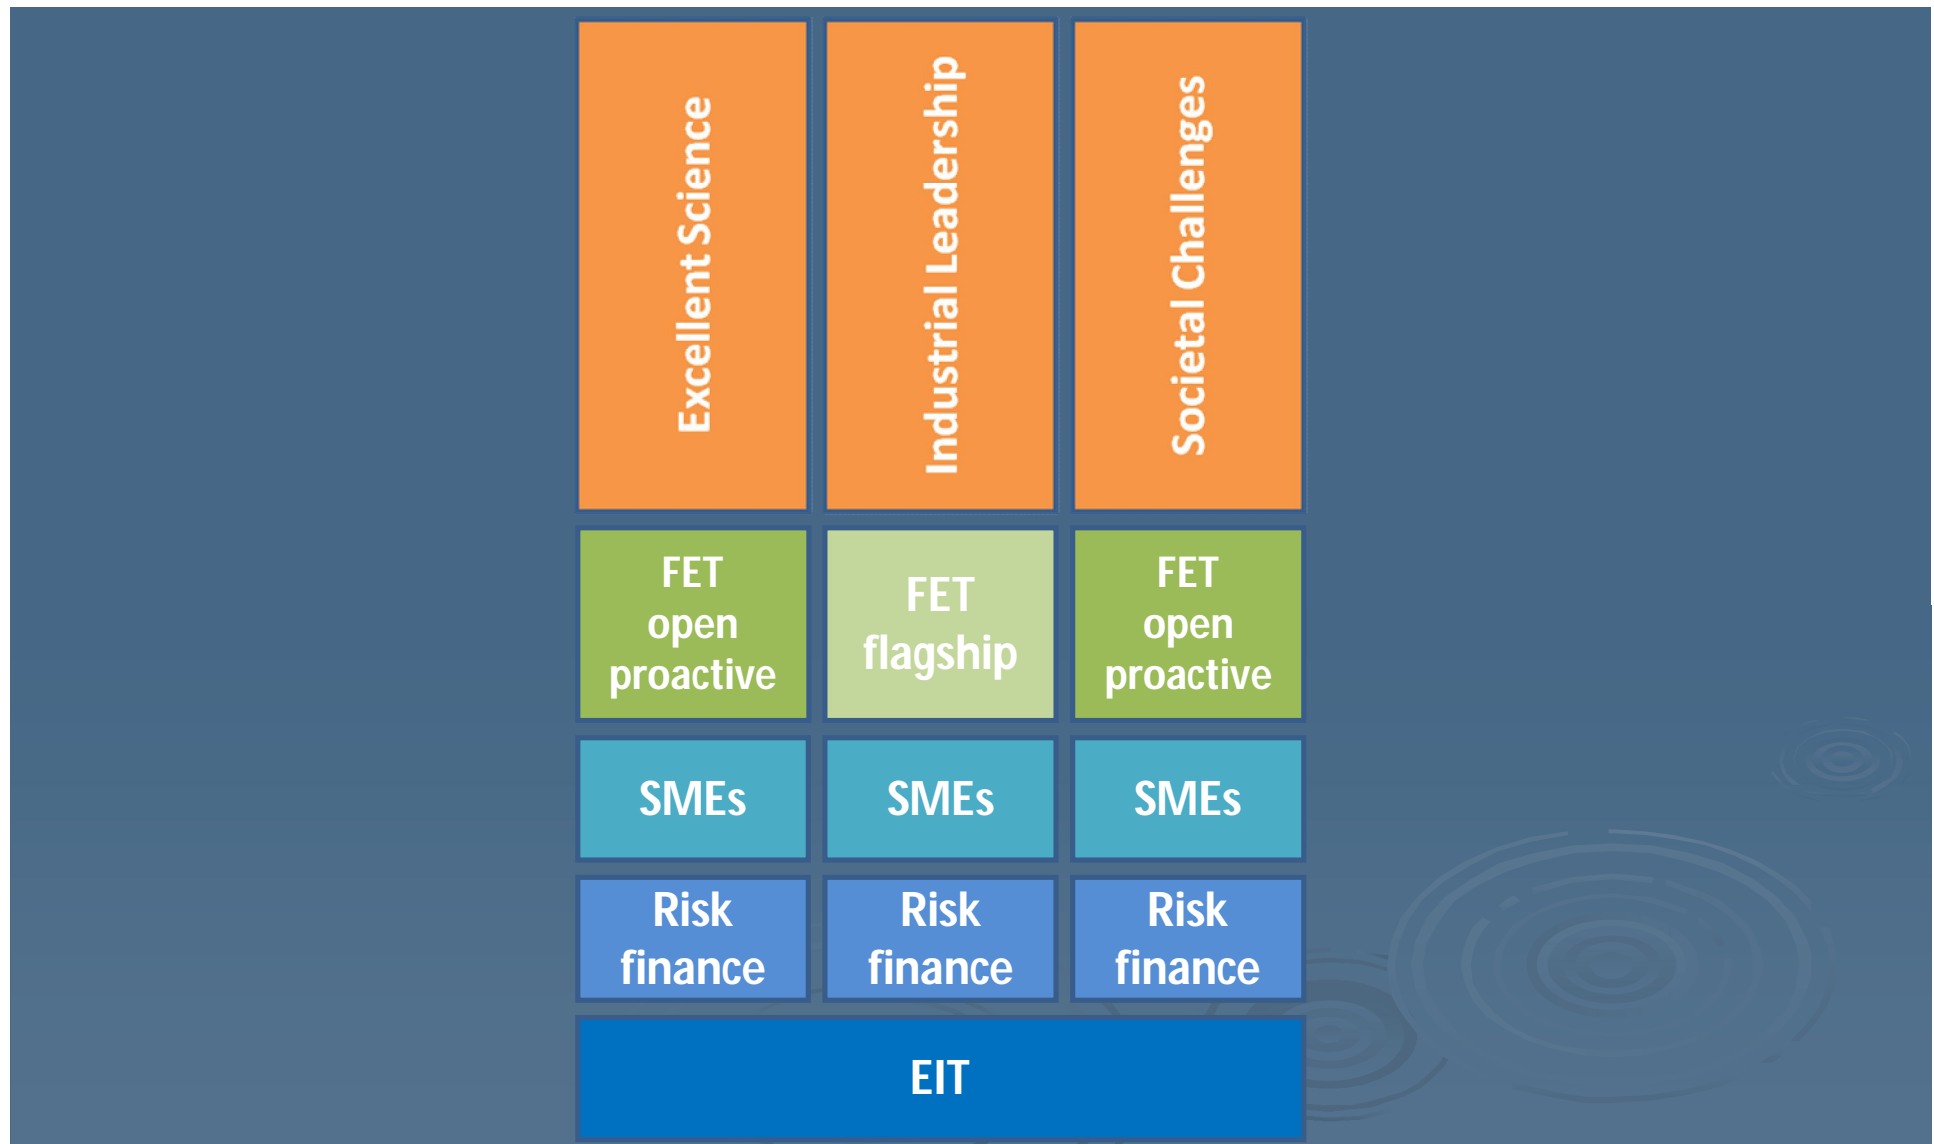 Excellent Science
Industrial Leadership
Societal Challenges
FET
open
proactive
FET
flagship
FET
open
proactive
SMEs
SMEs
SMEs
Risk
finance
Risk
finance
Risk
finance
EIT